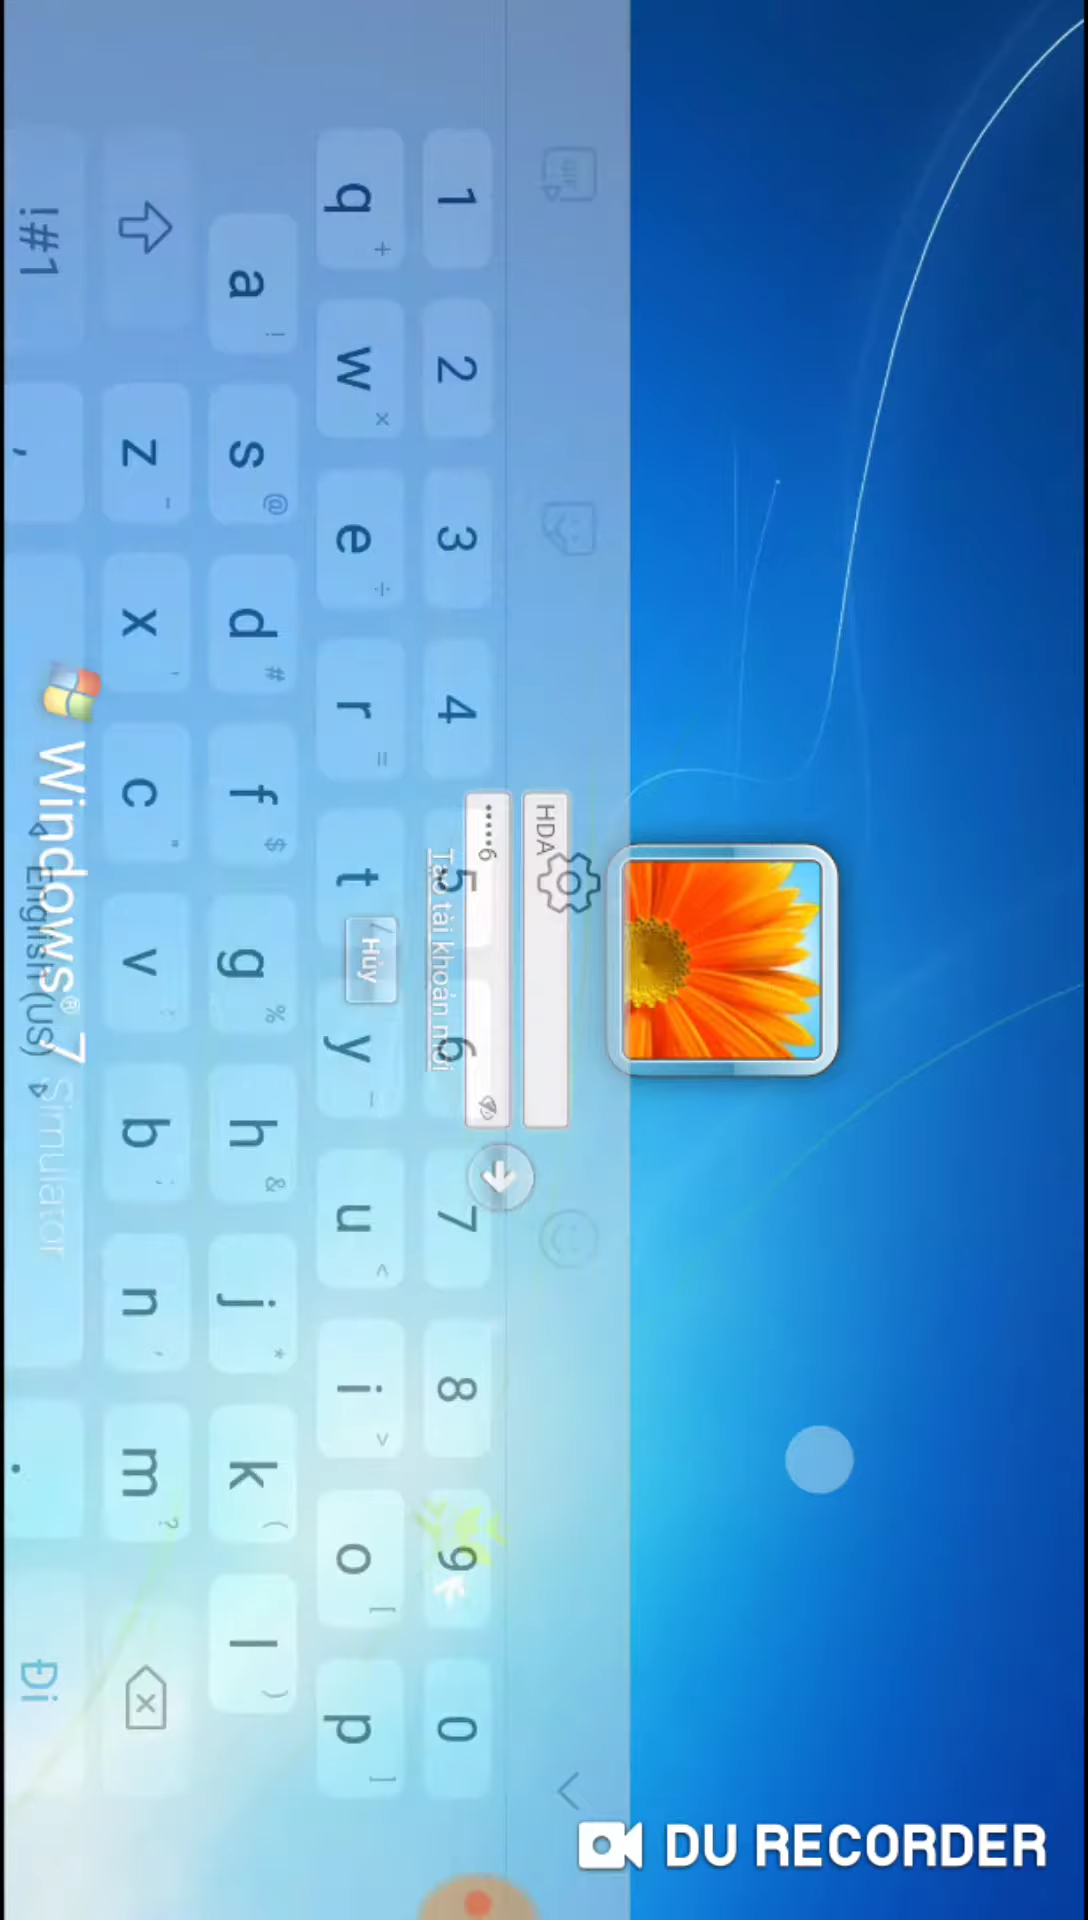 HDA
•••••6
Tạo tài khoản mới
Hủy
1 2 3 4 5 6 7 8 9 0
q + w × e ÷ r = t / y _ u < i > o [ p ]
a ! s @ d # f $ g % h & j * k ( l )
z - x ' c " v : b ; n , m ?
!#1 , English (US) . Đi
Windows® 7 Simulator
DU RECORDER